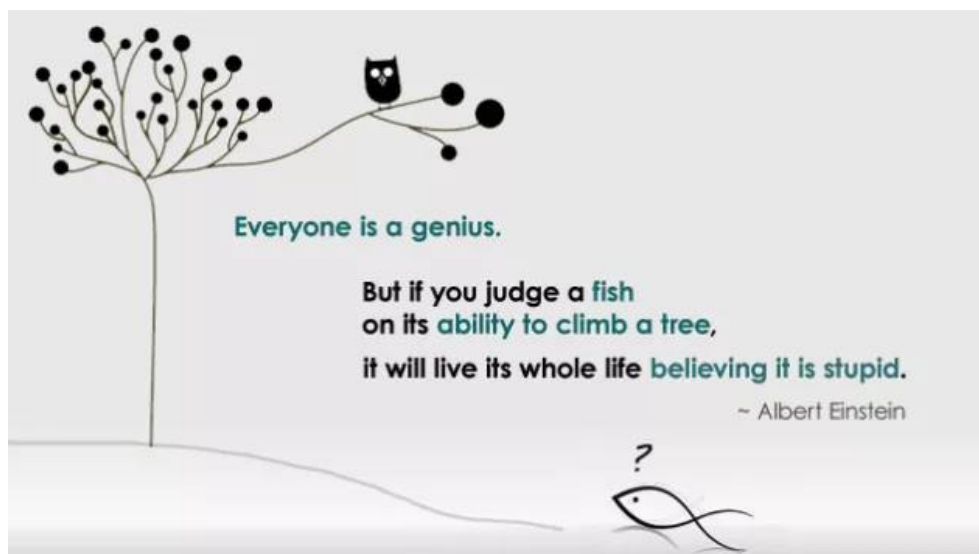 Everyone is a genius.
But if you judge a fish
on its ability to climb a tree,
it will live its whole life believing it is stupid.
~ Albert Einstein
?